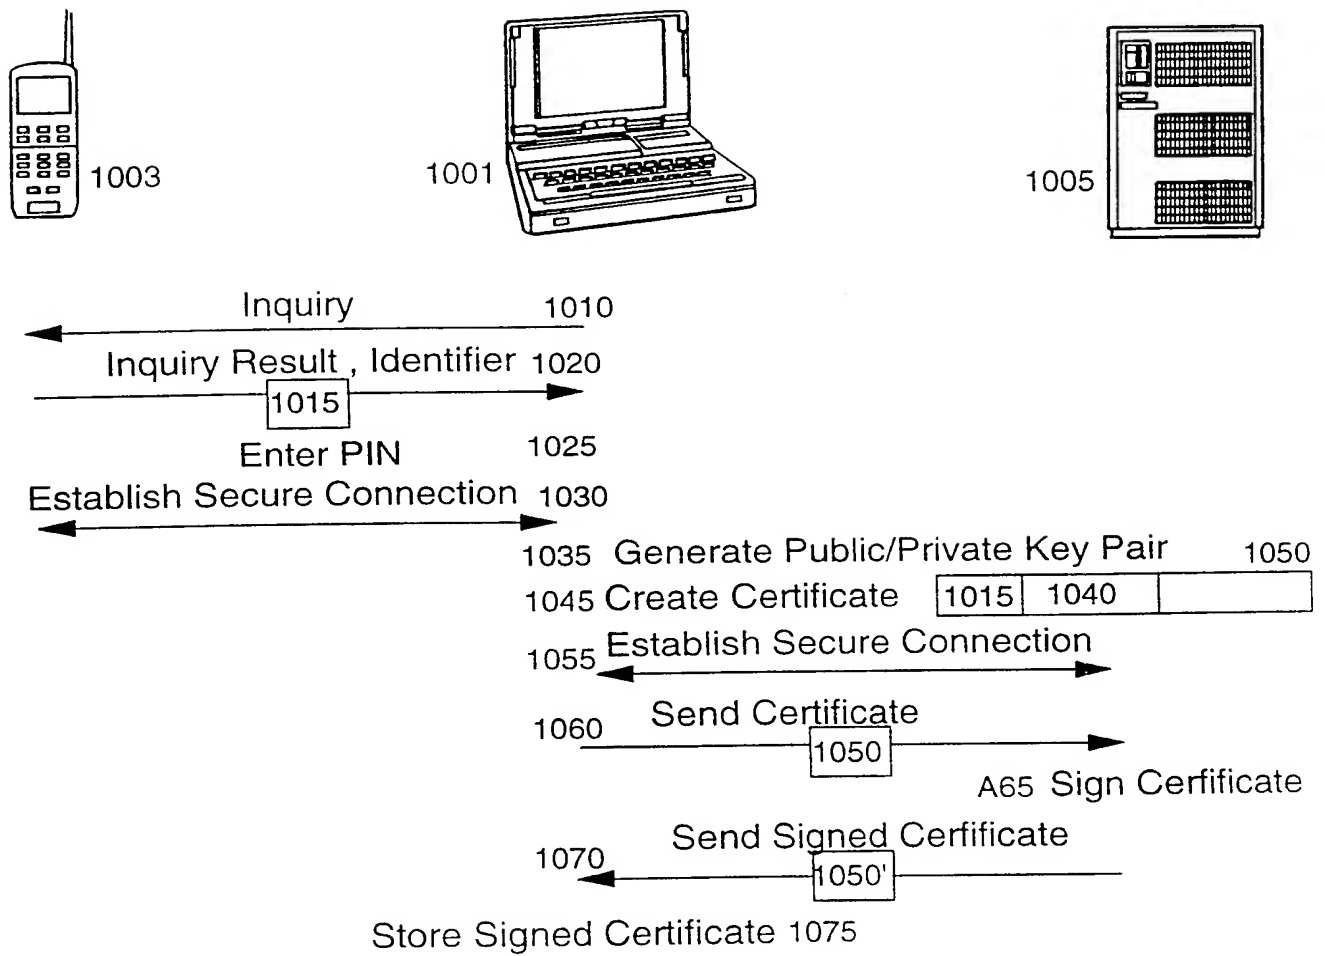 1003
1001
1005
Inquiry 1010
Inquiry Result , Identifier 1020
1015
Enter PIN 1025
Establish Secure Connection 1030
1035 Generate Public/Private Key Pair 1050
1045 Create Certificate 1015 1040
1055 Establish Secure Connection
1060 Send Certificate
1050
A65 Sign Cerfificate
Send Signed Cerfificate
1070
1050'
Store Signed Certificate 1075